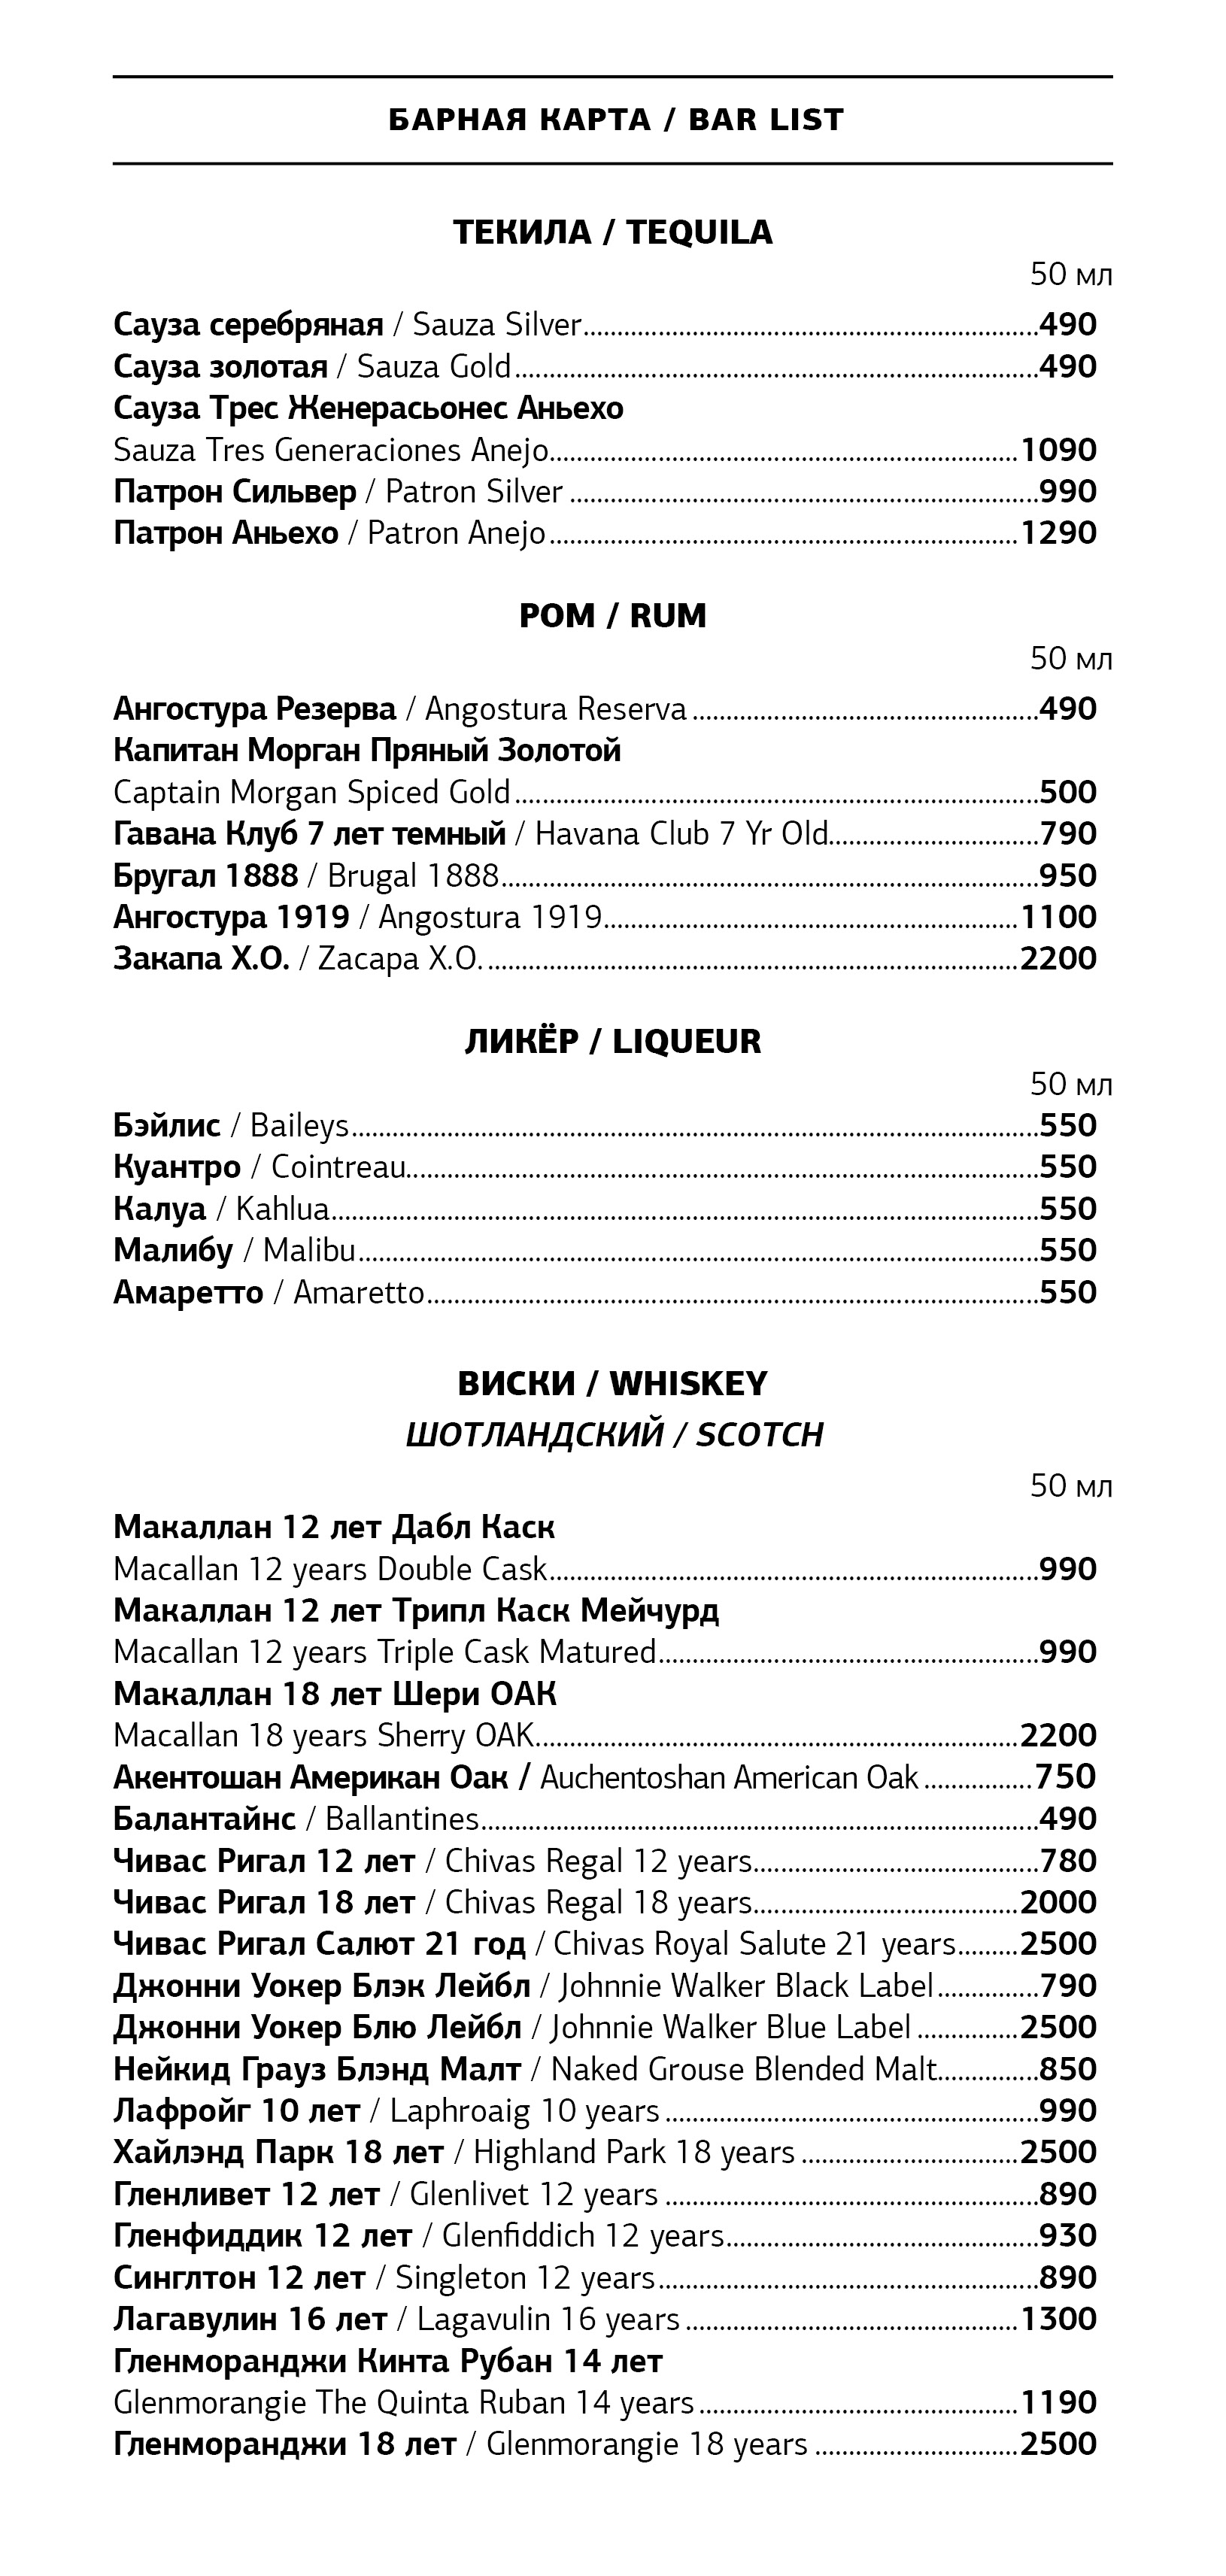 БАРНАЯ КАРТА / BAR LIST
ТЕКИЛА / TEQUILA
50 мл
Сауза серебряная / Sauza Silver....................490
Сауза золотая / Sauza Gold....................490
Сауза Трес Женерасьонес Аньехо
Sauza Tres Generaciones Anejo....................1090
Патрон Сильвер / Patron Silver ....................990
Патрон Аньехо / Patron Anejo....................1290
РОМ / RUM
50 мл
Ангостура Резерва / Angostura Reserva ....................490
Капитан Морган Пряный Золотой
Captain Morgan Spiced Gold....................500
Гавана Клуб 7 лет темный / Havana Club 7 Yr Old....................790
Бругал 1888 / Brugal 1888....................950
Ангостура 1919 / Angostura 1919....................1100
Закапа Х.О. / Zacapa X.O. ....................2200
ЛИКЁР / LIQUEUR
50 мл
Бэйлис / Baileys....................550
Куантро / Cointreau....................550
Калуа / Kahlua....................550
Малибу / Malibu....................550
Амаретто / Amaretto....................550
ВИСКИ / WHISKEY
ШОТЛАНДСКИЙ / SCOTCH
50 мл
Макаллан 12 лет Дабл Каск
Macallan 12 years Double Cask....................990
Макаллан 12 лет Трипл Каск Мейчурд
Macallan 12 years Triple Cask Matured....................990
Макаллан 18 лет Шери ОАК
Macallan 18 years Sherry OAK....................2200
Акентошан Американ Оак / Auchentoshan American Oak ................750
Балантайнс / Ballantines....................490
Чивас Ригал 12 лет / Chivas Regal 12 years....................780
Чивас Ригал 18 лет / Chivas Regal 18 years....................2000
Чивас Ригал Салют 21 год / Chivas Royal Salute 21 years.........2500
Джонни Уокер Блэк Лейбл / Johnnie Walker Black Label...............790
Джонни Уокер Блю Лейбл / Johnnie Walker Blue Label ...............2500
Нейкид Грауз Блэнд Малт / Naked Grouse Blended Malt...............850
Лафройг 10 лет / Laphroaig 10 years ....................990
Хайлэнд Парк 18 лет / Highland Park 18 years ....................2500
Гленливет 12 лет / Glenlivet 12 years ....................890
Гленфиддик 12 лет / Glenfiddich 12 years....................930
Синглтон 12 лет / Singleton 12 years....................890
Лагавулин 16 лет / Lagavulin 16 years ....................1300
Гленморанджи Кинта Рубан 14 лет
Glenmorangie The Quinta Ruban 14 years ....................1190
Гленморанджи 18 лет / Glenmorangie 18 years ....................2500